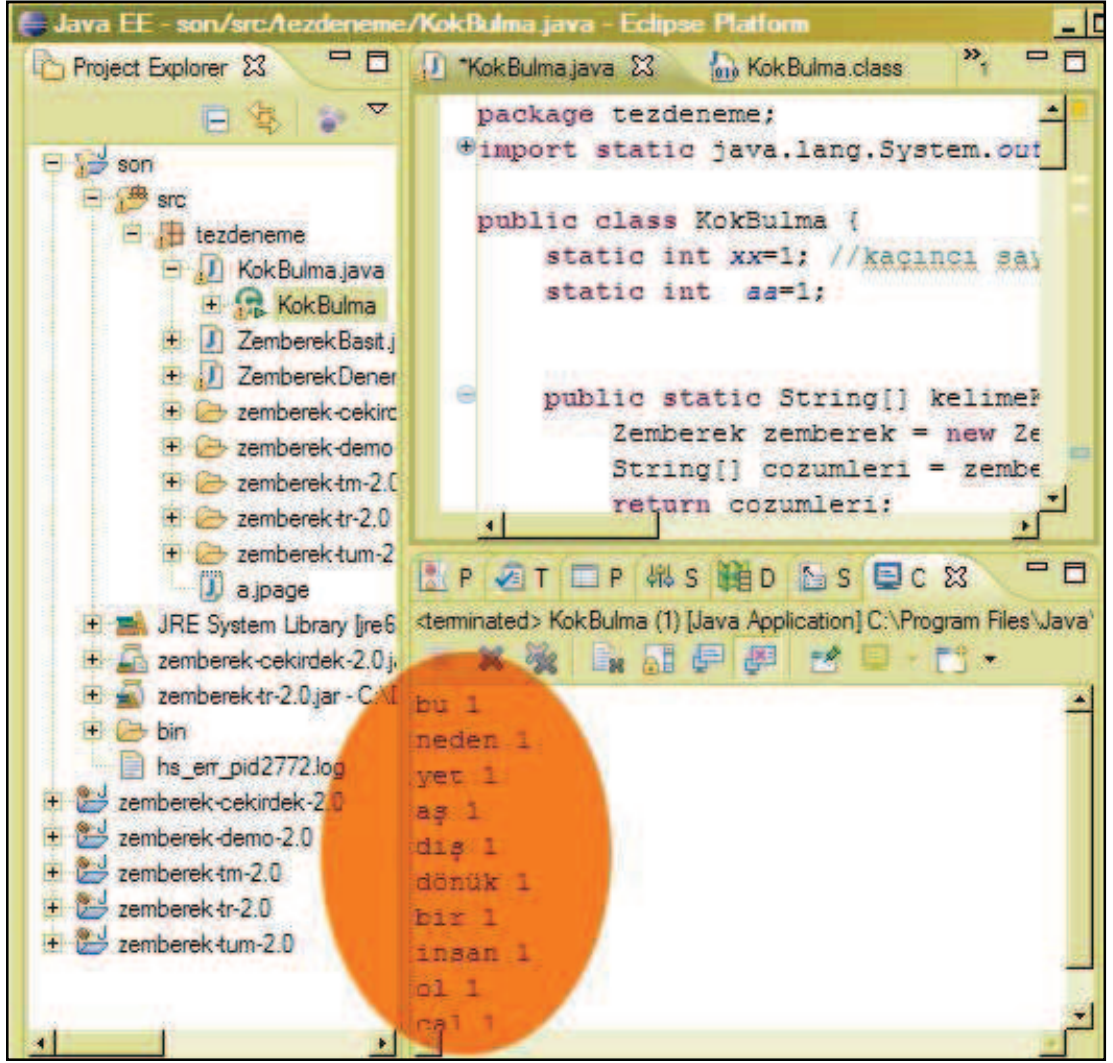 Java EE - son/src/tezdeneme/KokBulma.java - Eclipse Platform
Project Explorer
son
src
tezdeneme
KokBulma.java
KokBulma
ZemberekBasit.j
ZemberekDener
zemberek-cekirc
zemberek-demo
zemberek-tm-2.0
zemberek-tr-2.0
zemberek-tum-2
a.jpage
JRE System Library [jre6
zemberek-cekirdek-2.0.j
zemberek-tr-2.0.jar - C:\
bin
hs_err_pid2772.log
zemberek-cekirdek-2.0
zemberek-demo-2.0
zemberek-tm-2.0
zemberek-tr-2.0
zemberek-tum-2.0
*KokBulma.java KokBulma.class »1
package tezdeneme;
import static java.lang.System.out
public class KokBulma {
static int xx=1; //kacinci say
static int aa=1;
public static String[] kelime
Zemberek zemberek = new Ze
String[] cozumleri = zembe
return cozumleri;
P T P S D S C
<terminated> KokBulma (1) [Java Application] C:\Program Files\Java\
bu 1
neden 1
yet 1
aş 1
dış 1
dönük 1
bir 1
insan 1
ol 1